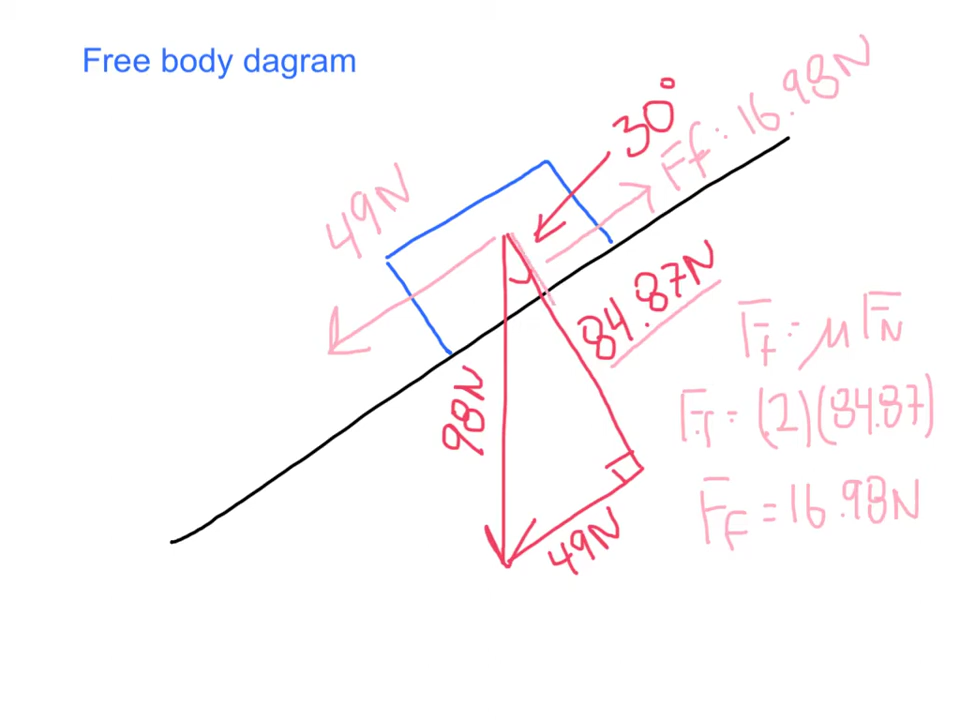 Free body dagram
30°
Ff : 16.98N
49N
84.87N
98N
49N
Ff = μ FN
Ff = (.2)(84.87)
FF = 16.98N